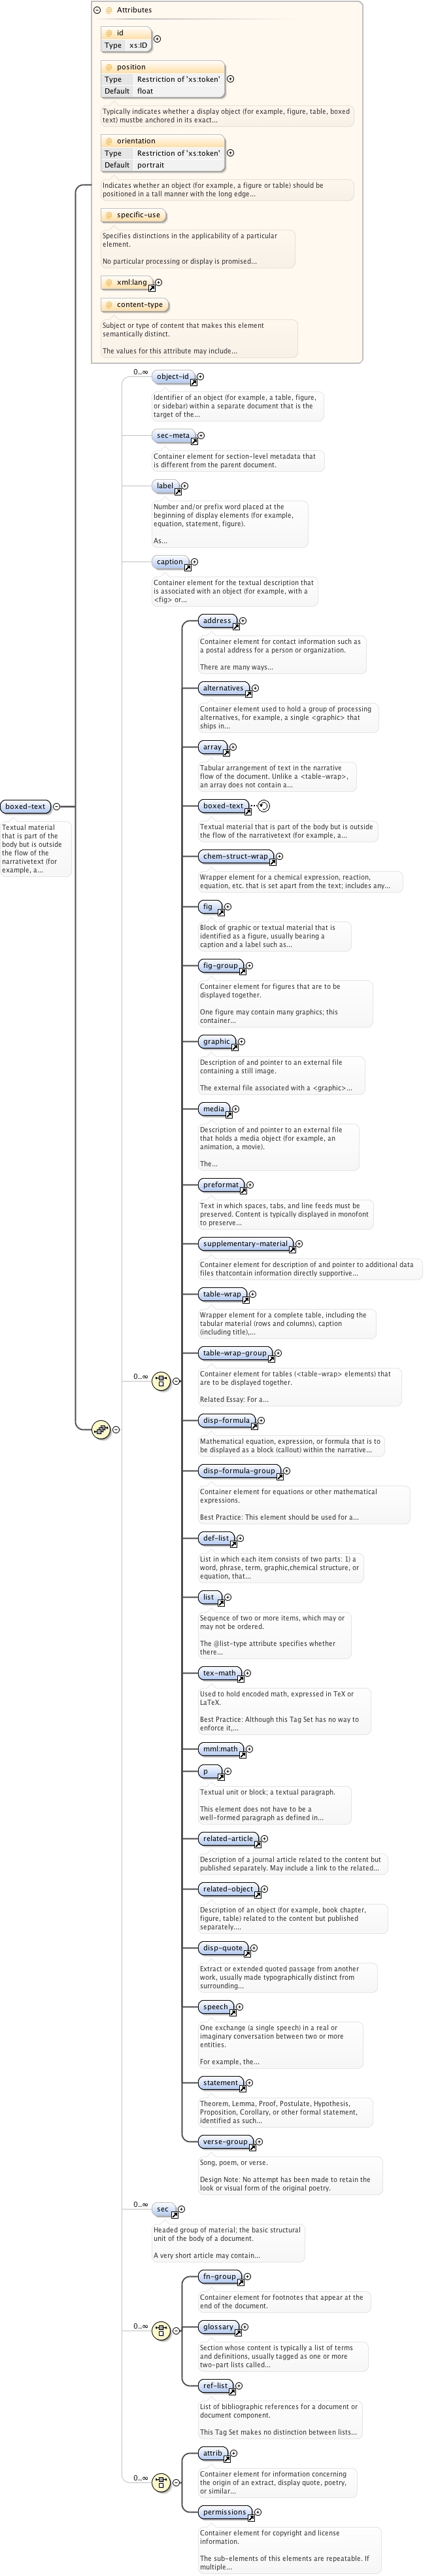 Attributes
id
Type xs:ID
position
Type Restriction of 'xs:token'
Default float
Typically indicates whether a display object (for example, figure, table, boxed
text) mustbe anchored in its exact...
orientation
Type Restriction of 'xs:token'
Default portrait
Indicates whether an object (for example, a figure or table) should be
positioned in a tall manner with the long edge...
specific-use
Specifies distinctions in the applicability of a particular
element.
No particular processing or display is promised...
xml:lang
content-type
Subject or type of content that makes this element
semantically distinct.
The values for this attribute may include...
0..∞
object-id
Identifier of an object (for example, a table, figure,
or sidebar) within a separate document that is the
target of the...
sec-meta
Container element for section-level metadata that
is different from the parent document.
label
Number and/or prefix word placed at the
beginning of display elements (for example,
equation, statement, figure).
As...
caption
Container element for the textual description that
is associated with an object (for example, with a
<fig> or...
address
Container element for contact information such as
a postal address for a person or organization.
There are many ways...
alternatives
Container element used to hold a group of processing
alternatives, for example, a single <graphic> that
ships in...
array
Tabular arrangement of text in the narrative
flow of the document. Unlike a <table-wrap>,
an array does not contain a...
boxed-text
Textual material
that is part of the
body but is outside
the flow of the
narrativetext (for
example, a...
boxed-text
Textual material that is part of the body but is outside
the flow of the narrativetext (for example, a...
chem-struct-wrap
Wrapper element for a chemical expression, reaction,
equation, etc. that is set apart from the text; includes any...
fig
Block of graphic or textual material that is
identified as a figure, usually bearing a
caption and a label such as...
fig-group
Container element for figures that are to be
displayed together.
One figure may contain many graphics; this
container...
graphic
Description of and pointer to an external file
containing a still image.
The external file associated with a <graphic>...
media
Description of and pointer to an external file
that holds a media object (for example, an
animation, a movie).
The...
preformat
Text in which spaces, tabs, and line feeds must be
preserved. Content is typically displayed in monofont
to preserve...
supplementary-material
Container element for description of and pointer to additional data
files thatcontain information directly supportive...
table-wrap
Wrapper element for a complete table, including the
tabular material (rows and columns), caption
(including title),...
table-wrap-group
Container element for tables (<table-wrap> elements) that
are to be displayed together.
Related Essay: For a...
0..∞
disp-formula
Mathematical equation, expression, or formula that is to
be displayed as a block (callout) within the narrative...
disp-formula-group
Container element for equations or other mathematical
expressions.
Best Practice: This element should be used for a...
def-list
List in which each item consists of two parts: 1) a
word, phrase, term, graphic,chemical structure, or
equation, that...
list
Sequence of two or more items, which may or
may not be ordered.
The @list-type attribute specifies whether
there...
tex-math
Used to hold encoded math, expressed in TeX or
LaTeX.
Best Practice: Although this Tag Set has no way to
enforce it,...
mml:math
p
Textual unit or block; a textual paragraph.
This element does not have to be a
well-formed paragraph as defined in...
related-article
Description of a journal article related to the content but
published separately. May include a link to the related...
related-object
Description of an object (for example, book chapter,
figure, table) related to the content but published
separately....
disp-quote
Extract or extended quoted passage from another
work, usually made typographically distinct from
surrounding...
speech
One exchange (a single speech) in a real or
imaginary conversation between two or more
entities.
For example, the...
statement
Theorem, Lemma, Proof, Postulate, Hypothesis,
Proposition, Corollary, or other formal statement,
identified as such...
verse-group
Song, poem, or verse.
Design Note: No attempt has been made to retain the
look or visual form of the original poetry.
0..∞
sec
Headed group of material; the basic structural
unit of the body of a document.
A very short article may contain...
fn-group
Container element for footnotes that appear at the
end of the document.
0..∞
glossary
Section whose content is typically a list of terms
and definitions, usually tagged as one or more
two-part lists called...
ref-list
List of bibliographic references for a document or
document component.
This Tag Set makes no distinction between lists...
attrib
Container element for information concerning
the origin of an extract, display quote, poetry,
or similar...
0..∞
permissions
Container element for copyright and license
information.
The sub-elements of this elements are repeatable. If
multiple...